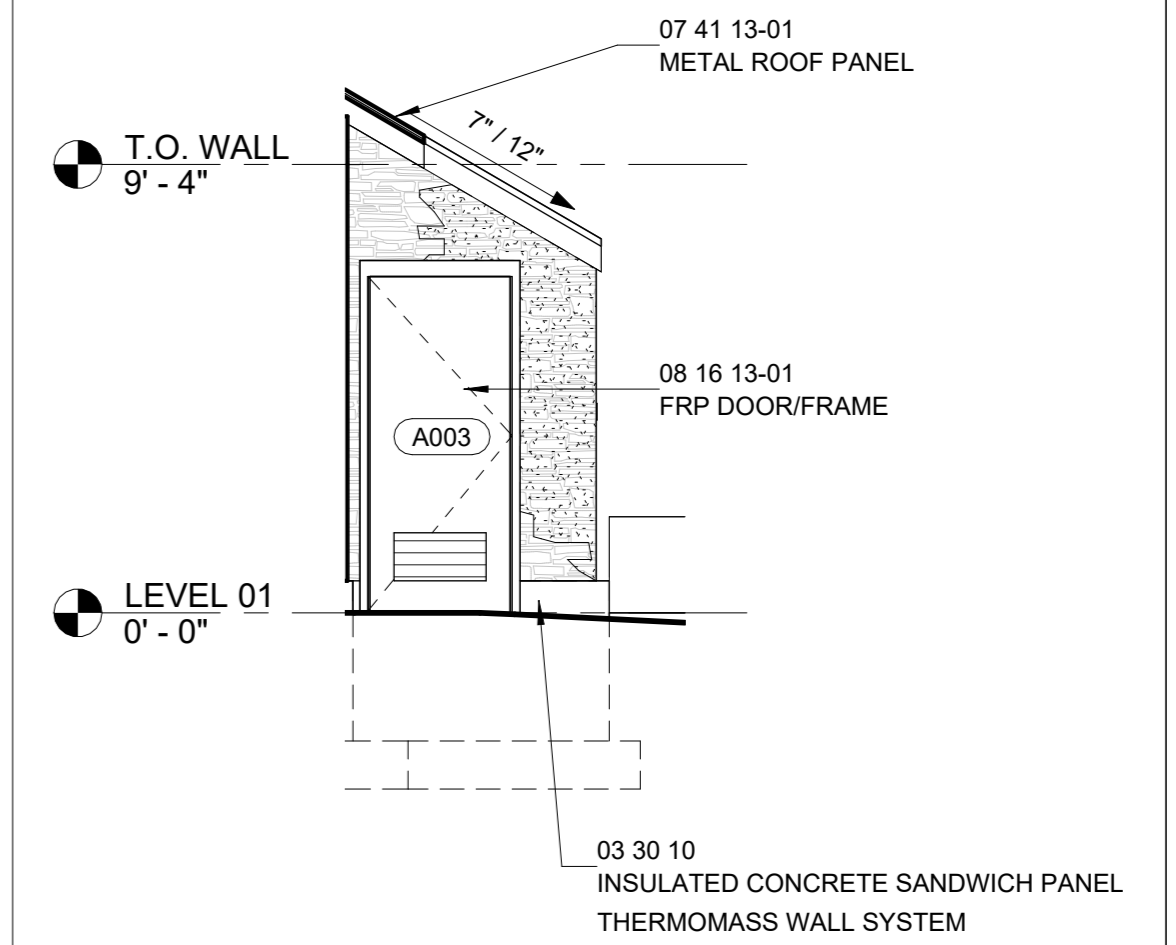 07 41 13-01
METAL ROOF PANEL
7" / 12"
T.O. WALL
9' - 4"
08 16 13-01
FRP DOOR/FRAME
A003
LEVEL 01
0' - 0"
03 30 10
INSULATED CONCRETE SANDWICH PANEL
THERMOMASS WALL SYSTEM